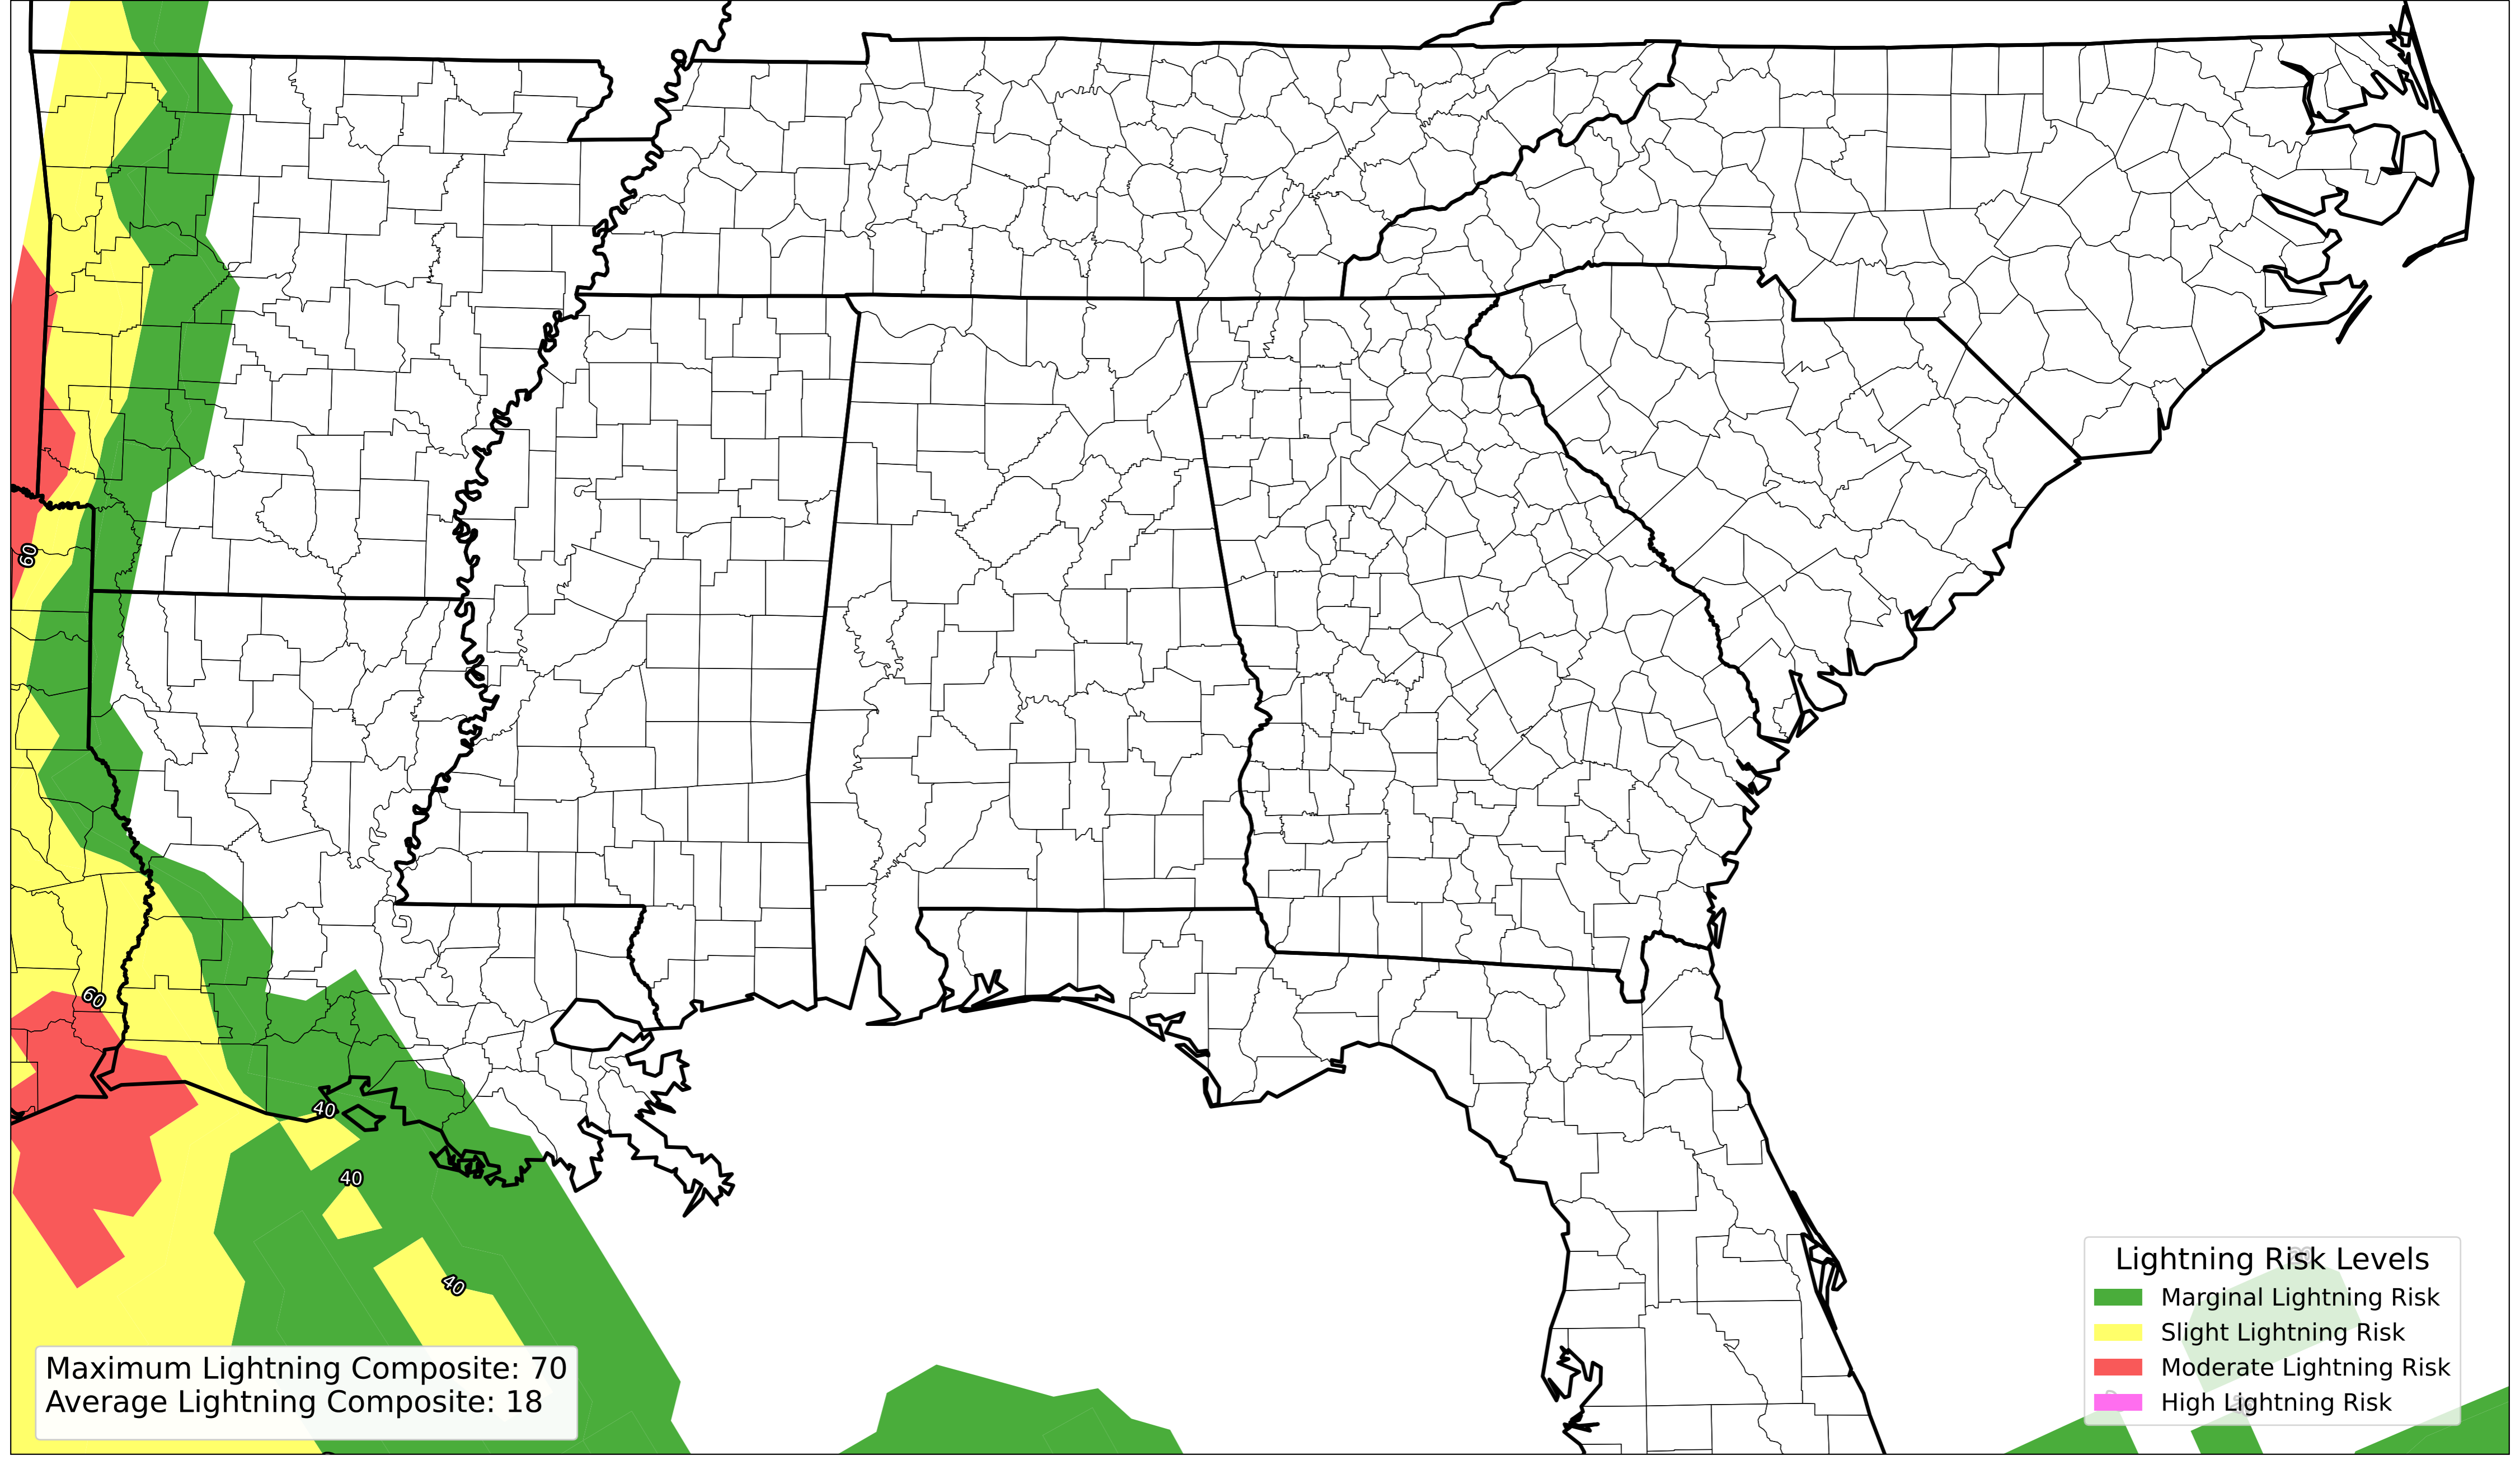 60
60
40
40
40
Maximum Lightning Composite: 70
Average Lightning Composite: 18
Lightning Risk Levels
Marginal Lightning Risk
Slight Lightning Risk
Moderate Lightning Risk
High Lightning Risk